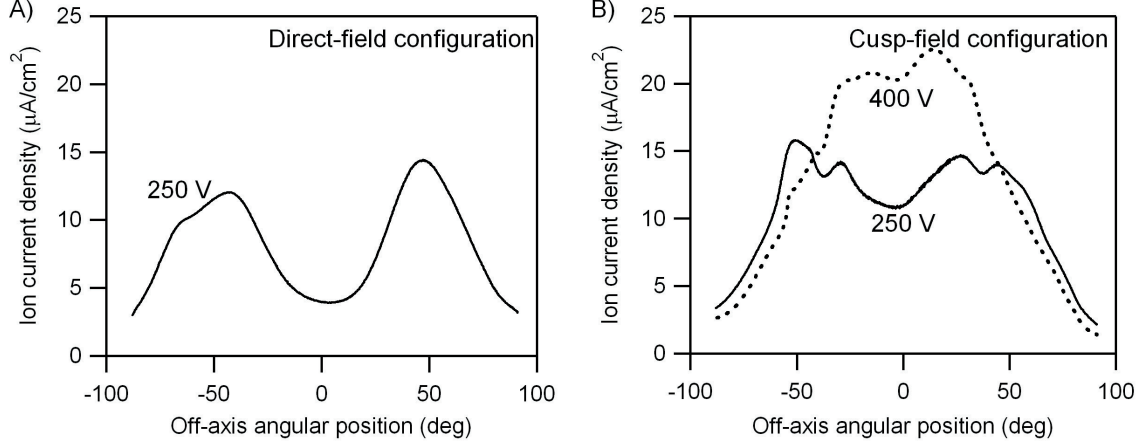 A)
Direct-field configuration
250 V
Ion current density (µA/cm²)
25
20
15
10
5
0
-100
-50
0
50
100
Off-axis angular position (deg)
B)
Cusp-field configuration
400 V
250 V
Ion current density (µA/cm²)
25
20
15
10
5
0
-100
-50
0
50
100
Off-axis angular position (deg)